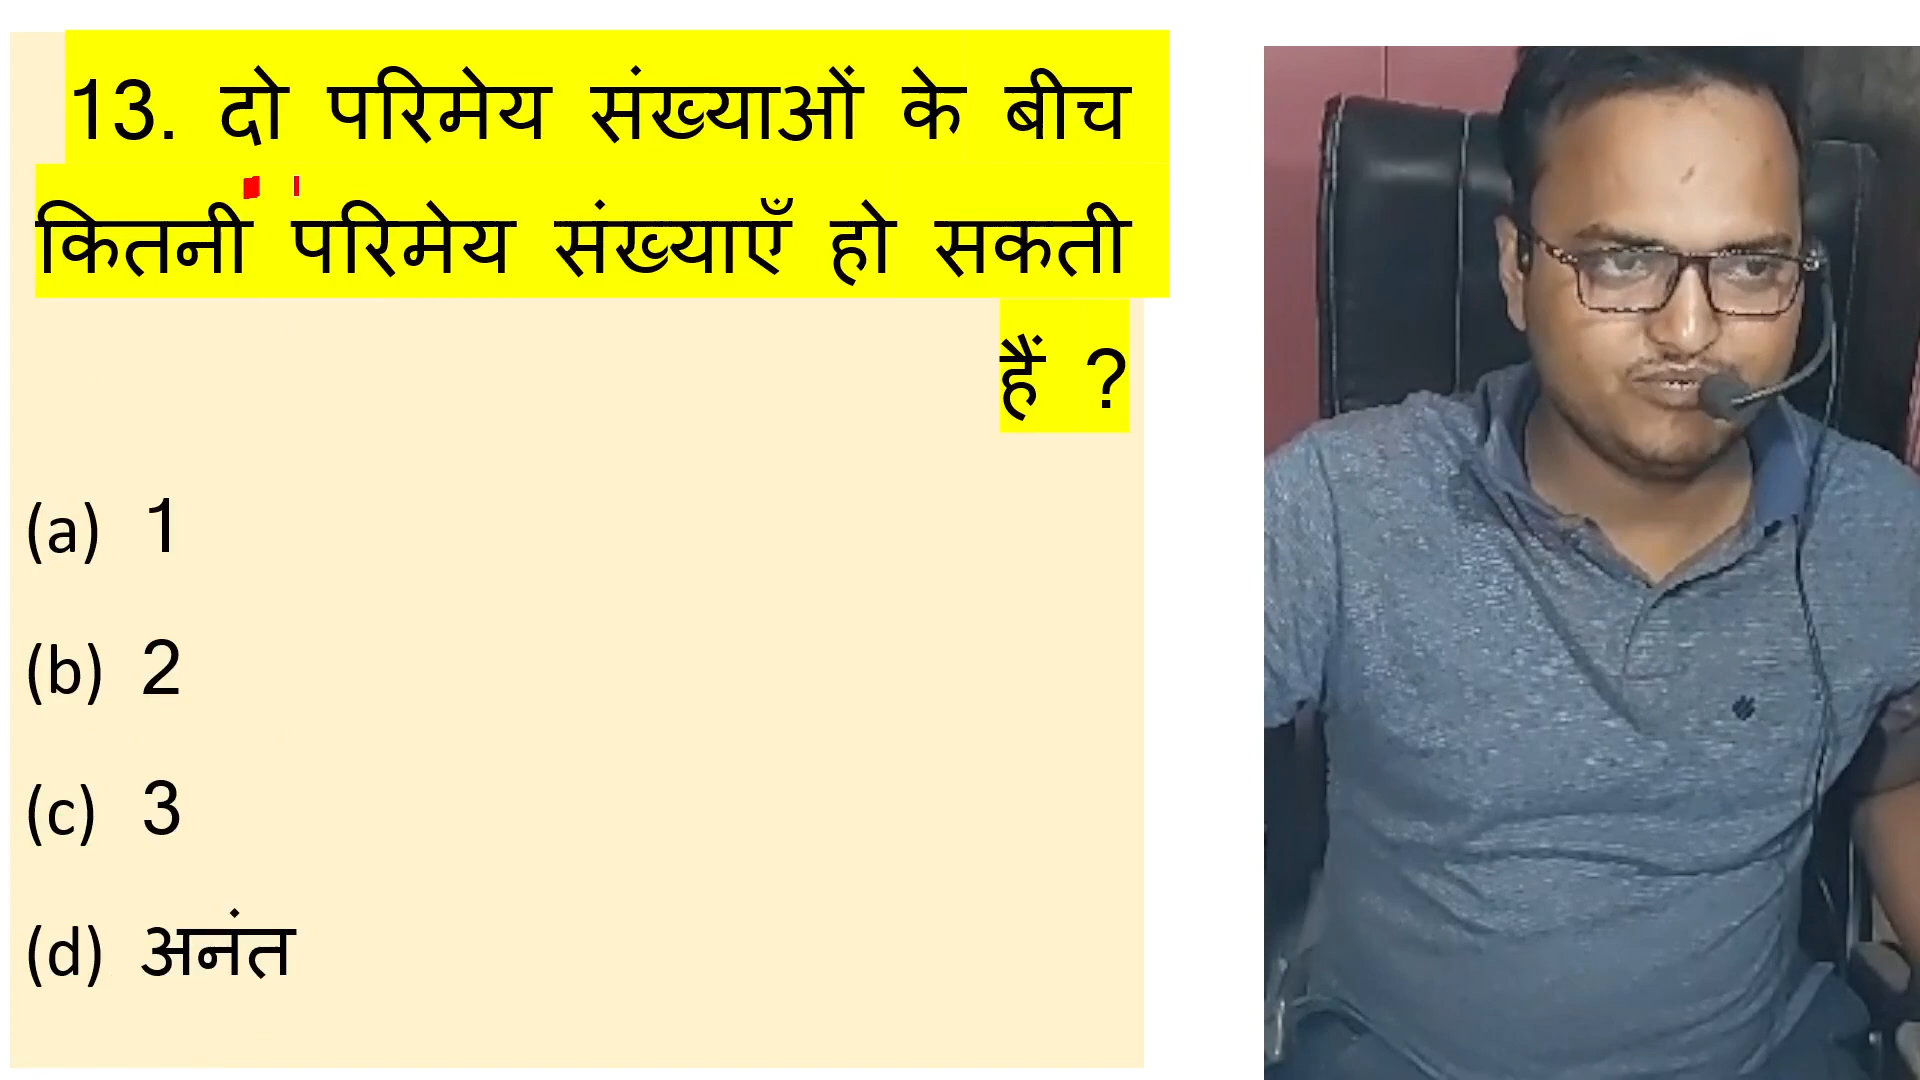 13. दो परिमेय संख्याओं के बीच
कितनी परिमेय संख्याएँ हो सकती
हैं ?
(a) 1
(b) 2
(c) 3
(d) अनंत